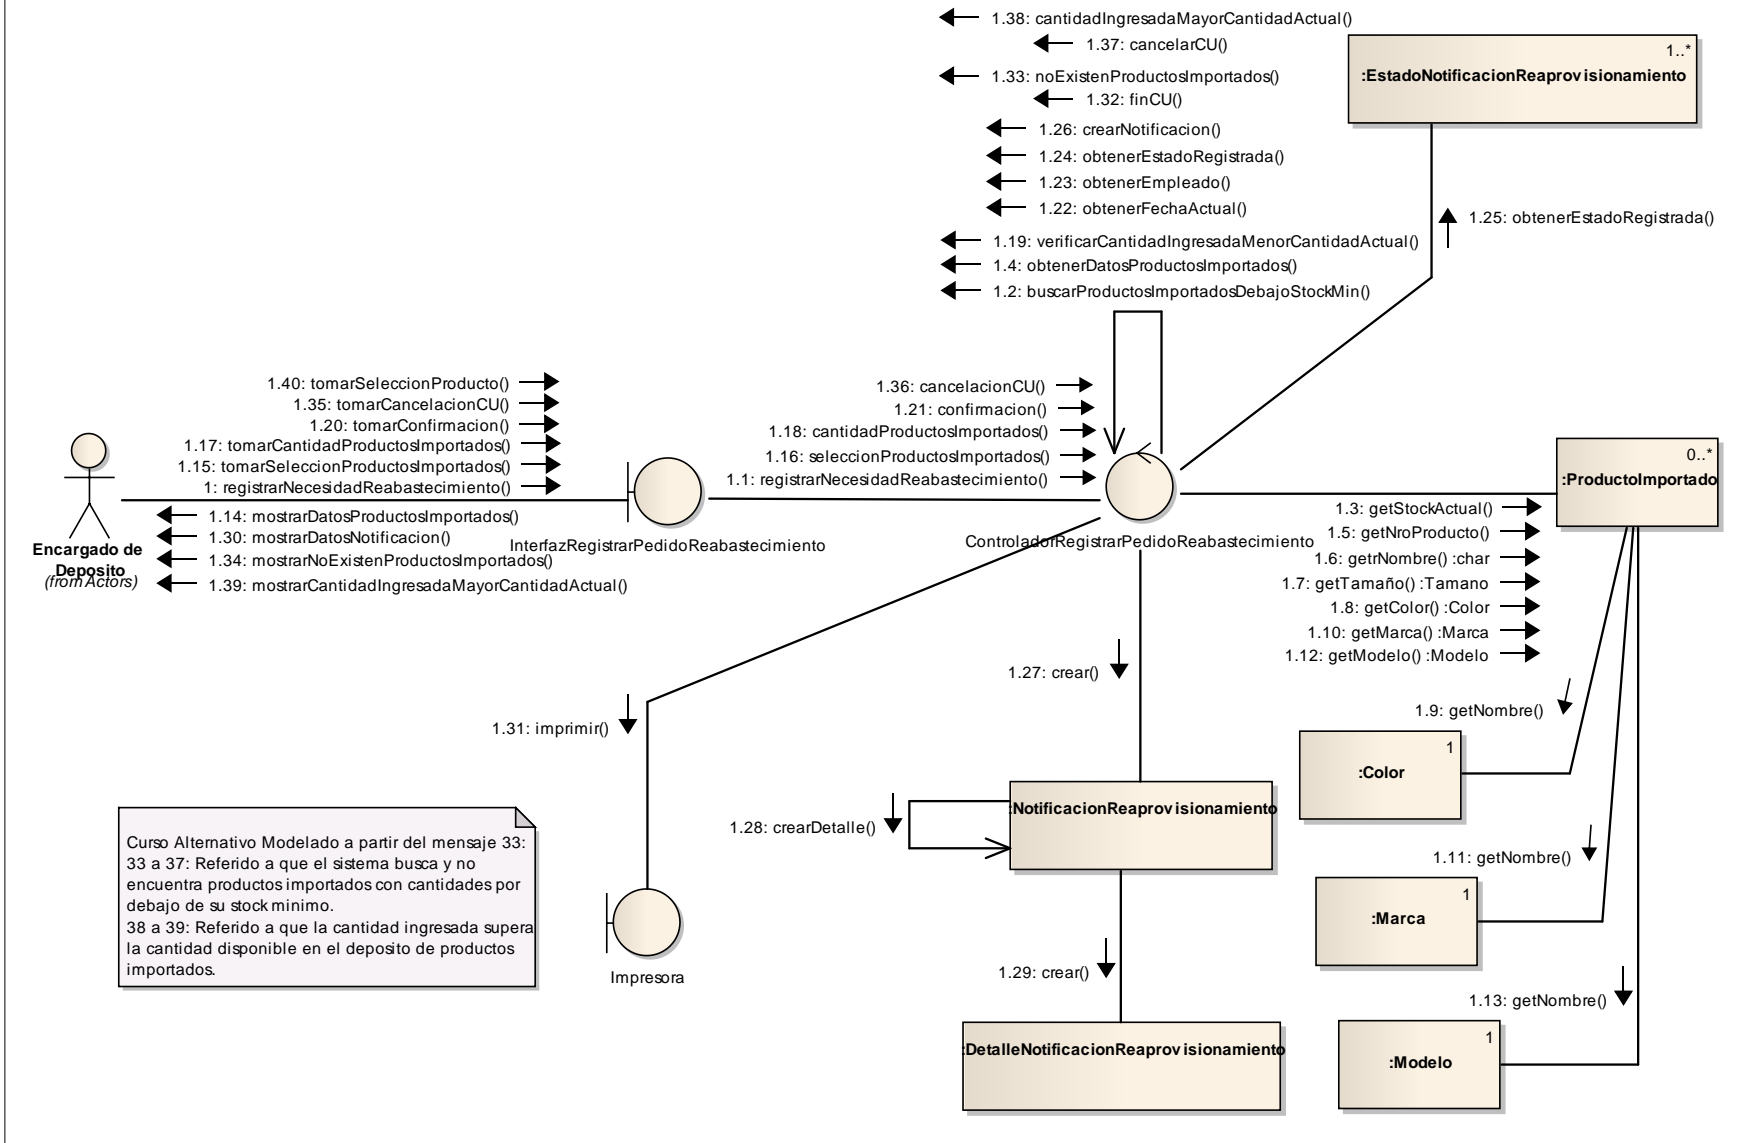 1.38: cantidadIngresadaMayorCantidadActual()
1.37: cancelarCU()
1.33: noExistenProductosImportados()
1.32: finCU()
1.26: crearNotificacion()
1.24: obtenerEstadoRegistrada()
1.23: obtenerEmpleado()
1.22: obtenerFechaActual()
1.19: verificarCantidadIngresadaMenorCantidadActual()
1.4: obtenerDatosProductosImportados()
1.2: buscarProductosImportadosDebajoStockMin()
1..*
:EstadoNotificacionReaprovisionamiento
1.25: obtenerEstadoRegistrada()
1.40: tomarSeleccionProducto()
1.35: tomarCancelacionCU()
1.20: tomarConfirmacion()
1.17: tomarCantidadProductosImportados()
1.15: tomarSeleccionProductosImportados()
1: registrarNecesidadReabastecimiento()
1.14: mostrarDatosProductosImportados()
1.30: mostrarDatosNotificacion()
1.34: mostrarNoExistenProductosImportados()
1.39: mostrarCantidadIngresadaMayorCantidadActual()
Encargado de
Deposito
(from Actors)
InterfazRegistrarPedidoReabastecimiento
1.36: cancelacionCU()
1.21: confirmacion()
1.18: cantidadProductosImportados()
1.16: seleccionProductosImportados()
1.1: registrarNecesidadReabastecimiento()
ControladorRegistrarPedidoReabastecimiento
0..*
:ProductoImportado
1.3: getStockActual()
1.5: getNroProducto()
1.6: getrNombre() :char
1.7: getTamaño() :Tamano
1.8: getColor() :Color
1.10: getMarca() :Marca
1.12: getModelo() :Modelo
1.27: crear()
1.31: imprimir()
1.9: getNombre()
1
:Color
1.28: crearDetalle()
:NotificacionReaprovisionamiento
1.11: getNombre()
1
:Marca
Curso Alternativo Modelado a partir del mensaje 33:
33 a 37: Referido a que el sistema busca y no
encuentra productos importados con cantidades por
debajo de su stock minimo.
38 a 39: Referido a que la cantidad ingresada supera
la cantidad disponible en el deposito de productos
importados.
Impresora
1.29: crear()
:DetalleNotificacionReaprovisionamiento
1.13: getNombre()
1
:Modelo